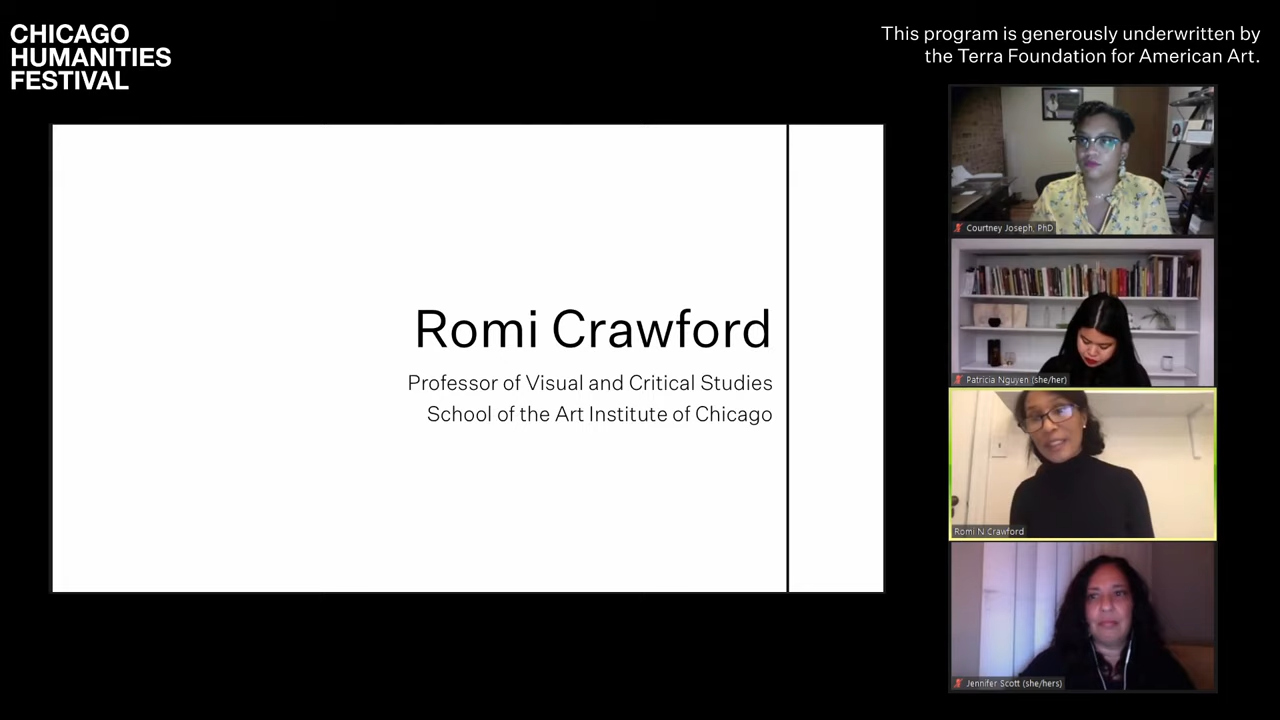 CHICAGO
HUMANITIES
FESTIVAL
This program is generously underwritten by
the Terra Foundation for American Art.
Romi Crawford
Professor of Visual and Critical Studies
School of the Art Institute of Chicago
Courtney Joseph, PhD
Patricia Nguyen (she/her)
Romi N Crawford
Jennifer Scott (she/hers)